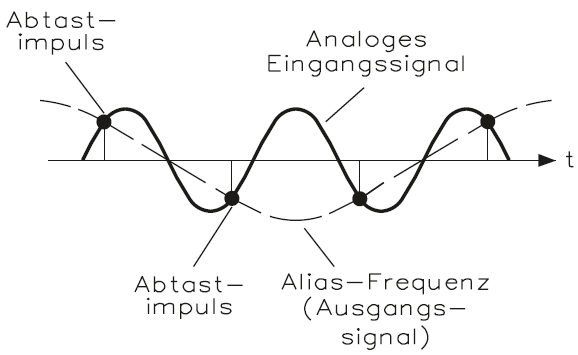 Abtast-
impuls
Analoges
Eingangssignal
t
Abtast-
impuls
Alias-Frequenz
(Ausgangs-
signal)